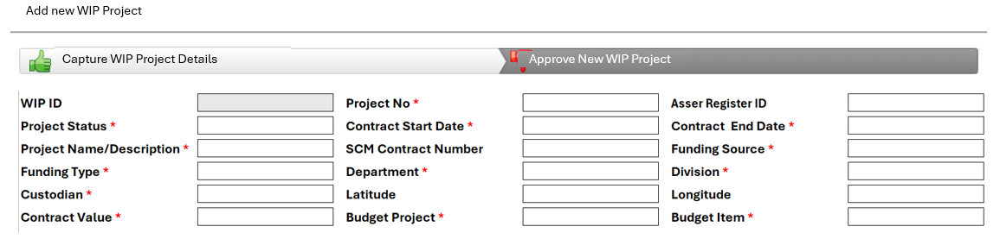 Add new WIP Project
Capture WIP Project Details Approve New WIP Project
WIP ID Project No * Asser Register ID
Project Status * Contract Start Date * Contract End Date *
Project Name/Description * SCM Contract Number Funding Source *
Funding Type * Department * Division *
Custodian * Latitude Longitude
Contract Value * Budget Project * Budget Item *